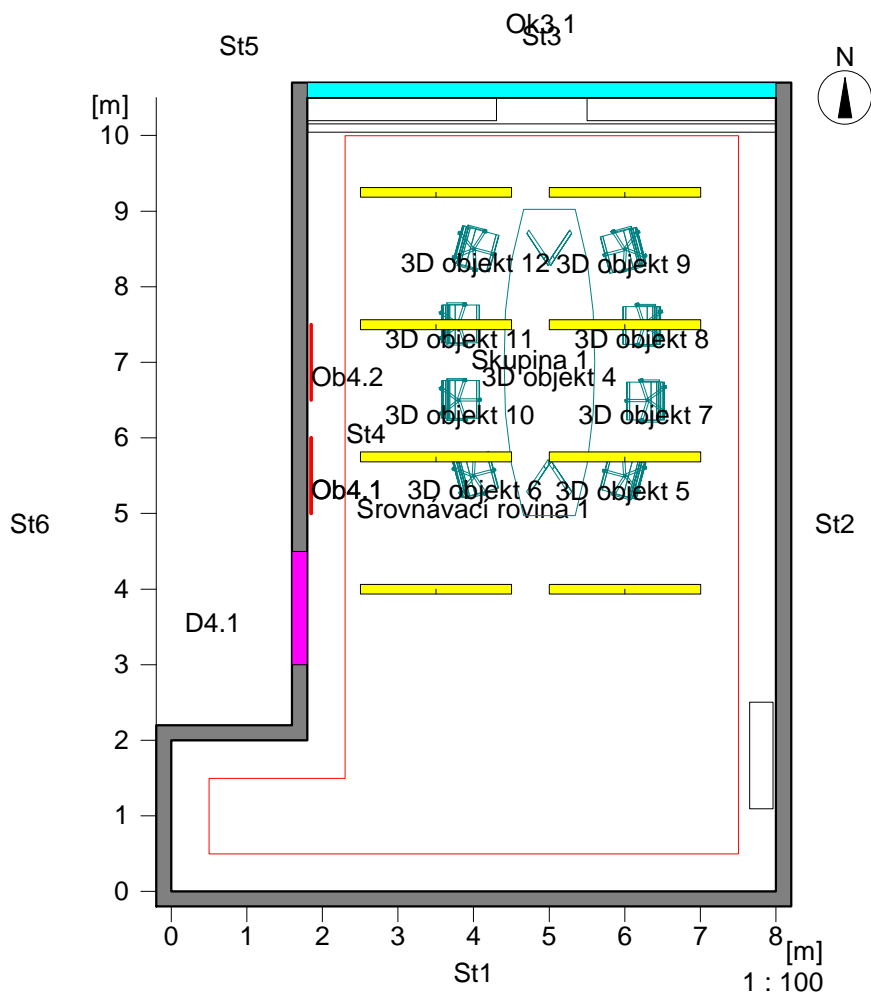 Ok3.1
St3
St5
N
[m]
10
9
8
7
6
5
4
3
2
1
0
3D objekt 12
3D objekt 9
3D objekt 11
3D objekt 8
Skupina 1
3D objekt 4
Ob4.2
3D objekt 10
3D objekt 7
St4
Ob4.1
3D objekt 6
3D objekt 5
Srovnávací rovina 1
St6
St2
D4.1
0 1 2 3 4 5 6 7 8
[m]
St1
1 : 100